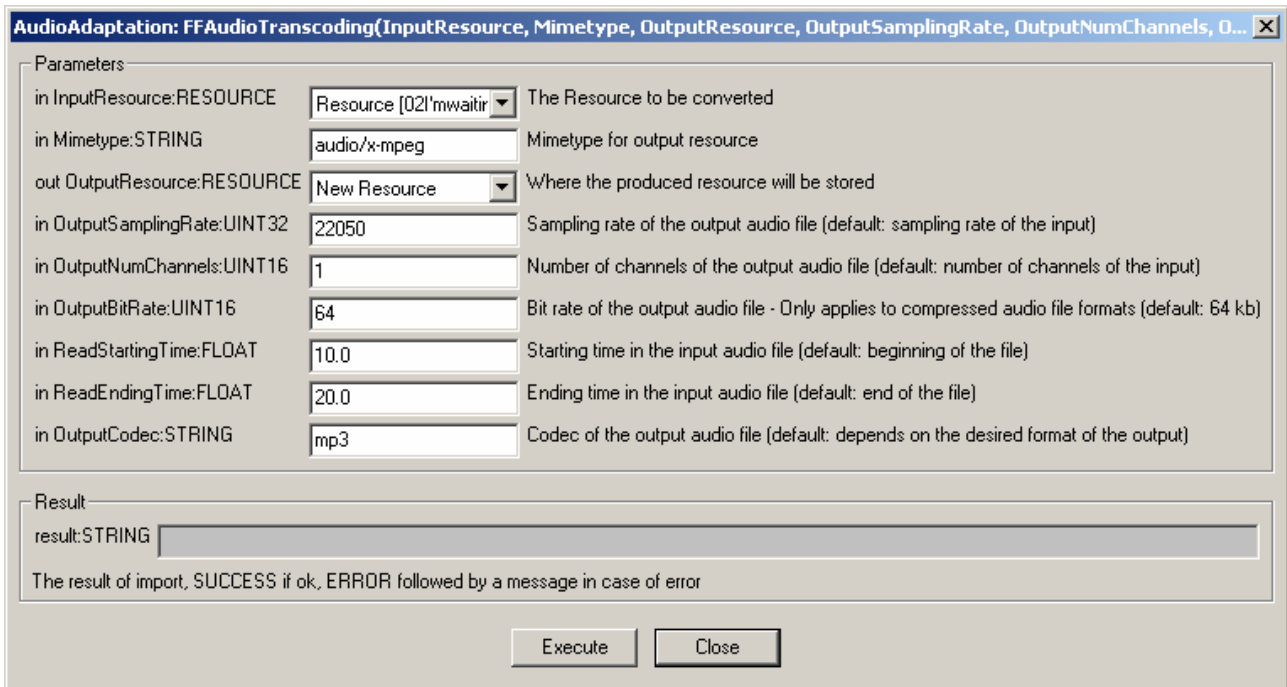 AudioAdaptation: FFAudioTranscoding(InputResource, Mimetype, OutputResource, OutputSamplingRate, OutputNumChannels, O...
Parameters
in InputResource:RESOURCE Resource [02I'mwaitin The Resource to be converted
in Mimetype:STRING audio/x-mpeg Mimetype for output resource
out OutputResource:RESOURCE New Resource Where the produced resource will be stored
in OutputSamplingRate:UINT32 22050 Sampling rate of the output audio file (default: sampling rate of the input)
in OutputNumChannels:UINT16 1 Number of channels of the output audio file (default: number of channels of the input)
in OutputBitRate:UINT16 64 Bit rate of the output audio file - Only applies to compressed audio file formats (default: 64 kb)
in ReadStartingTime:FLOAT 10.0 Starting time in the input audio file (default: beginning of the file)
in ReadEndingTime:FLOAT 20.0 Ending time in the input audio file (default: end of the file)
in OutputCodec:STRING mp3 Codec of the output audio file (default: depends on the desired format of the output)
Result
result:STRING
The result of import, SUCCESS if ok, ERROR followed by a message in case of error
Execute Close